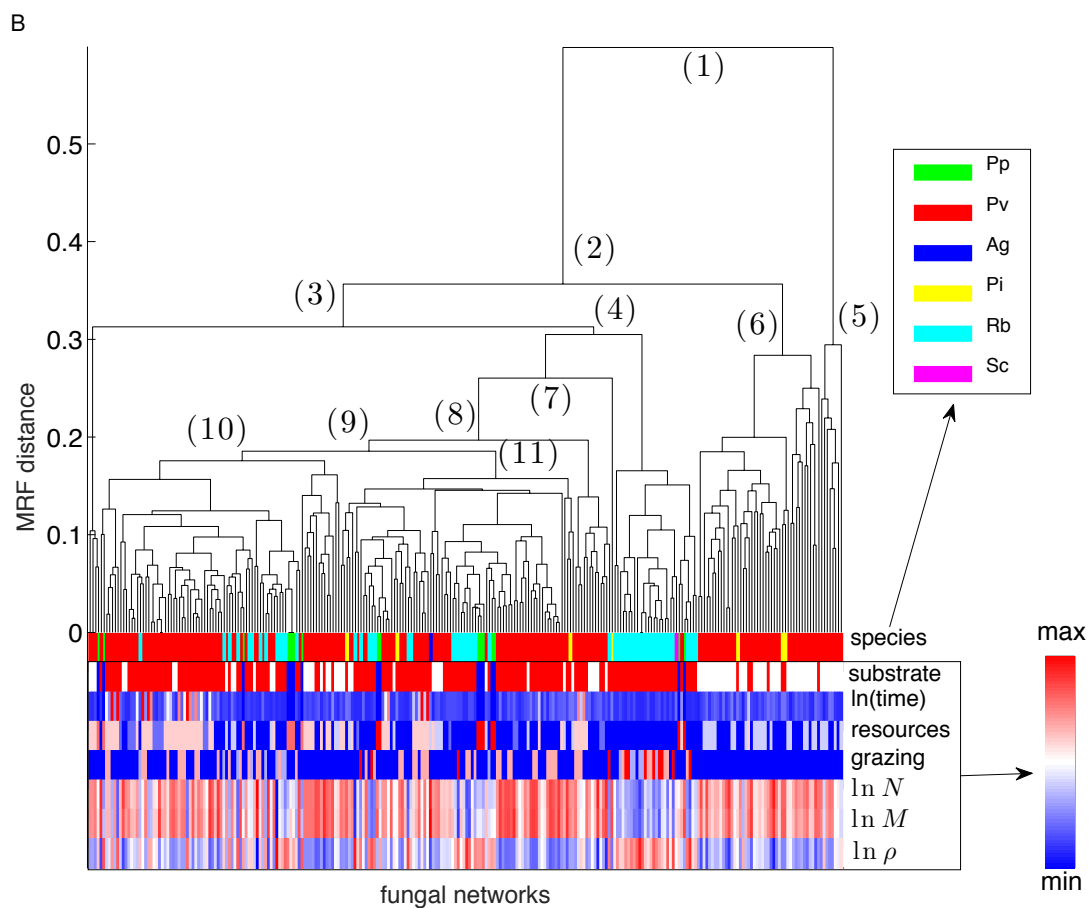 B
(1)
0.5
Pp
Pv
Ag
Pi
Rb
Sc
0.4
(2)
(3)
(4)
(5)
(6)
0.3
(7)
(8)
(9)
(10)
(11)
0.2
0.1
0
MRF distance
species
substrate
ln(time)
resources
grazing
ln N
ln M
ln ρ
max
min
fungal networks